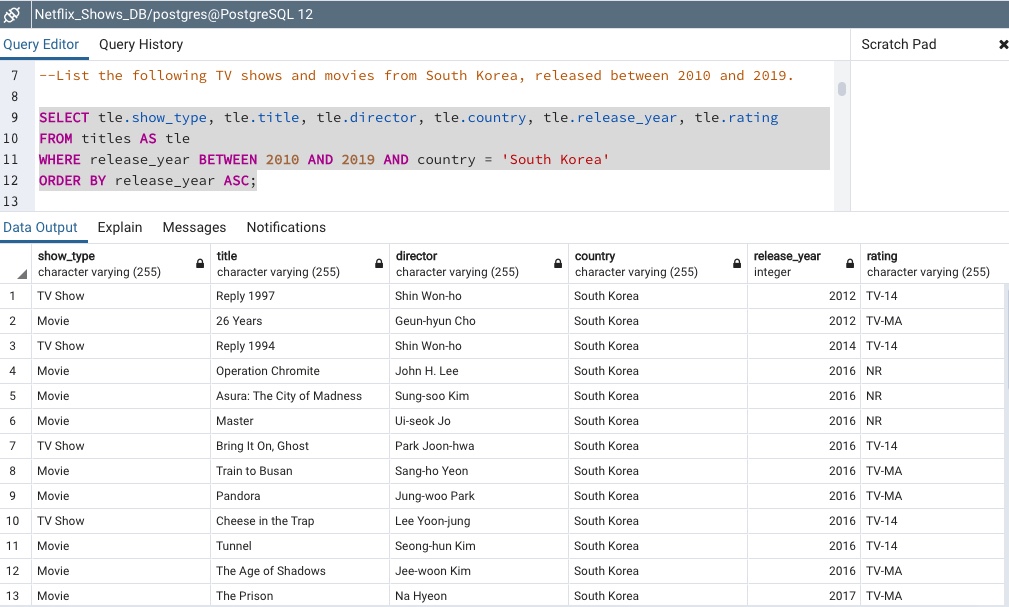 Netflix_Shows_DB/postgres@PostgreSQL 12
Query Editor Query History Scratch Pad
7 --List the following TV shows and movies from South Korea, released between 2010 and 2019.
8
9 SELECT tle.show_type, tle.title, tle.director, tle.country, tle.release_year, tle.rating
10 FROM titles AS tle
11 WHERE release_year BETWEEN 2010 AND 2019 AND country = 'South Korea'
12 ORDER BY release_year ASC;
13
Data Output Explain Messages Notifications
show_type title director country release_year rating
character varying (255) character varying (255) character varying (255) character varying (255) integer character varying (255)
1 TV Show Reply 1997 Shin Won-ho South Korea 2012 TV-14
2 Movie 26 Years Geun-hyun Cho South Korea 2012 TV-MA
3 TV Show Reply 1994 Shin Won-ho South Korea 2014 TV-14
4 Movie Operation Chromite John H. Lee South Korea 2016 NR
5 Movie Asura: The City of Madness Sung-soo Kim South Korea 2016 NR
6 Movie Master Ui-seok Jo South Korea 2016 NR
7 TV Show Bring It On, Ghost Park Joon-hwa South Korea 2016 TV-14
8 Movie Train to Busan Sang-ho Yeon South Korea 2016 TV-MA
9 Movie Pandora Jung-woo Park South Korea 2016 TV-MA
10 TV Show Cheese in the Trap Lee Yoon-jung South Korea 2016 TV-14
11 Movie Tunnel Seong-hun Kim South Korea 2016 TV-14
12 Movie The Age of Shadows Jee-woon Kim South Korea 2016 TV-MA
13 Movie The Prison Na Hyeon South Korea 2017 TV-MA